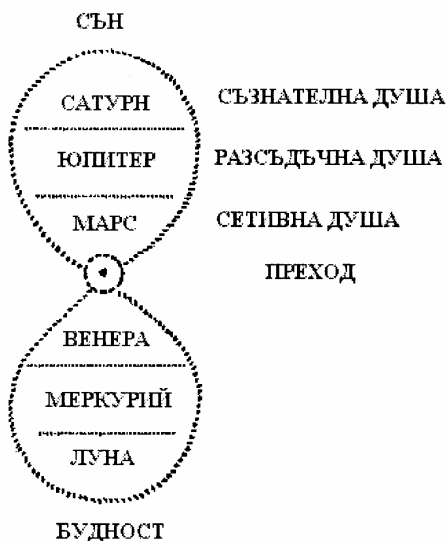 СЪН
САТУРН СЪЗНАТЕЛНА ДУША
ЮПИТЕР РАЗСЪДЪЧНА ДУША
МАРС СЕТИВНА ДУША
ПРЕХОД
ВЕНЕРА
МЕРКУРИЙ
ЛУНА
БУДНОСТ